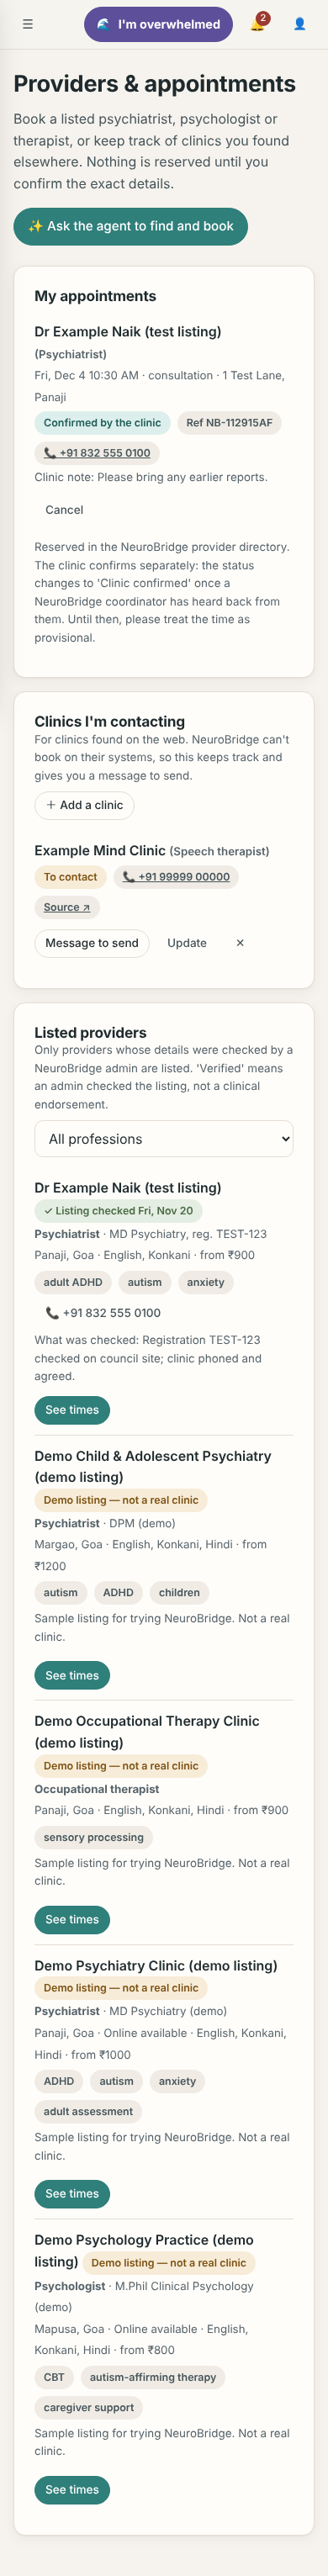 ☰ 🌊 I'm overwhelmed 🔔 2 👤
Providers & appointments
Book a listed psychiatrist, psychologist or
therapist, or keep track of clinics you found
elsewhere. Nothing is reserved until you
confirm the exact details.
✨ Ask the agent to find and book
My appointments
Dr Example Naik (test listing)
(Psychiatrist)
Fri, Dec 4 10:30 AM · consultation · 1 Test Lane,
Panaji
Confirmed by the clinic Ref NB-112915AF
📞 +91 832 555 0100
Clinic note: Please bring any earlier reports.
Cancel
Reserved in the NeuroBridge provider directory.
The clinic confirms separately: the status
changes to 'Clinic confirmed' once a
NeuroBridge coordinator has heard back from
them. Until then, please treat the time as
provisional.
Clinics I'm contacting
For clinics found on the web. NeuroBridge can't
book on their systems, so this keeps track and
gives you a message to send.
＋ Add a clinic
Example Mind Clinic (Speech therapist)
To contact 📞 +91 99999 00000
Source ↗
Message to send Update ✕
Listed providers
Only providers whose details were checked by a
NeuroBridge admin are listed. 'Verified' means
an admin checked the listing, not a clinical
endorsement.
All professions
Dr Example Naik (test listing)
✓ Listing checked Fri, Nov 20
Psychiatrist · MD Psychiatry, reg. TEST-123
Panaji, Goa · English, Konkani · from ₹900
adult ADHD autism anxiety
📞 +91 832 555 0100
What was checked: Registration TEST-123
checked on council site; clinic phoned and
agreed.
See times
Demo Child & Adolescent Psychiatry
(demo listing)
Demo listing — not a real clinic
Psychiatrist · DPM (demo)
Margao, Goa · English, Konkani, Hindi · from
₹1200
autism ADHD children
Sample listing for trying NeuroBridge. Not a real
clinic.
See times
Demo Occupational Therapy Clinic
(demo listing)
Demo listing — not a real clinic
Occupational therapist
Panaji, Goa · English, Konkani, Hindi · from ₹900
sensory processing
Sample listing for trying NeuroBridge. Not a real
clinic.
See times
Demo Psychiatry Clinic (demo listing)
Demo listing — not a real clinic
Psychiatrist · MD Psychiatry (demo)
Panaji, Goa · Online available · English, Konkani,
Hindi · from ₹1000
ADHD autism anxiety
adult assessment
Sample listing for trying NeuroBridge. Not a real
clinic.
See times
Demo Psychology Practice (demo
listing) Demo listing — not a real clinic
Psychologist · M.Phil Clinical Psychology
(demo)
Mapusa, Goa · Online available · English,
Konkani, Hindi · from ₹800
CBT autism-affirming therapy
caregiver support
Sample listing for trying NeuroBridge. Not a real
clinic.
See times